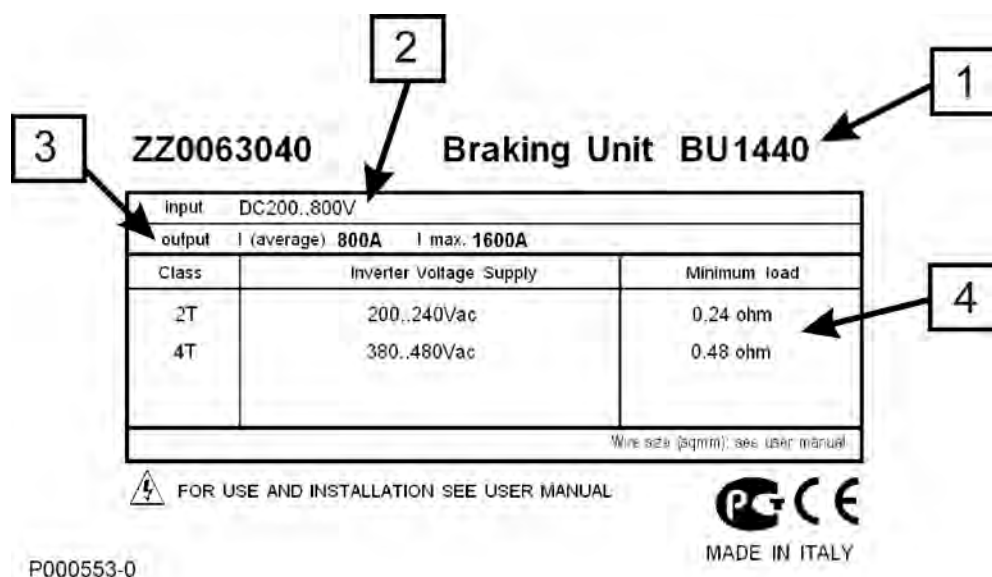 2
1
3
ZZ0063040 Braking Unit BU1440
input DC200..800V
output I (average) 800A I max. 1600A
Class Inverter Voltage Supply Minimum load
2T 200..240Vac 0.24 ohm
4
4T 380..480Vac 0.48 ohm
Wire size (sqmm): see user manual
FOR USE AND INSTALLATION SEE USER MANUAL
PCT CE
MADE IN ITALY
P000553-0